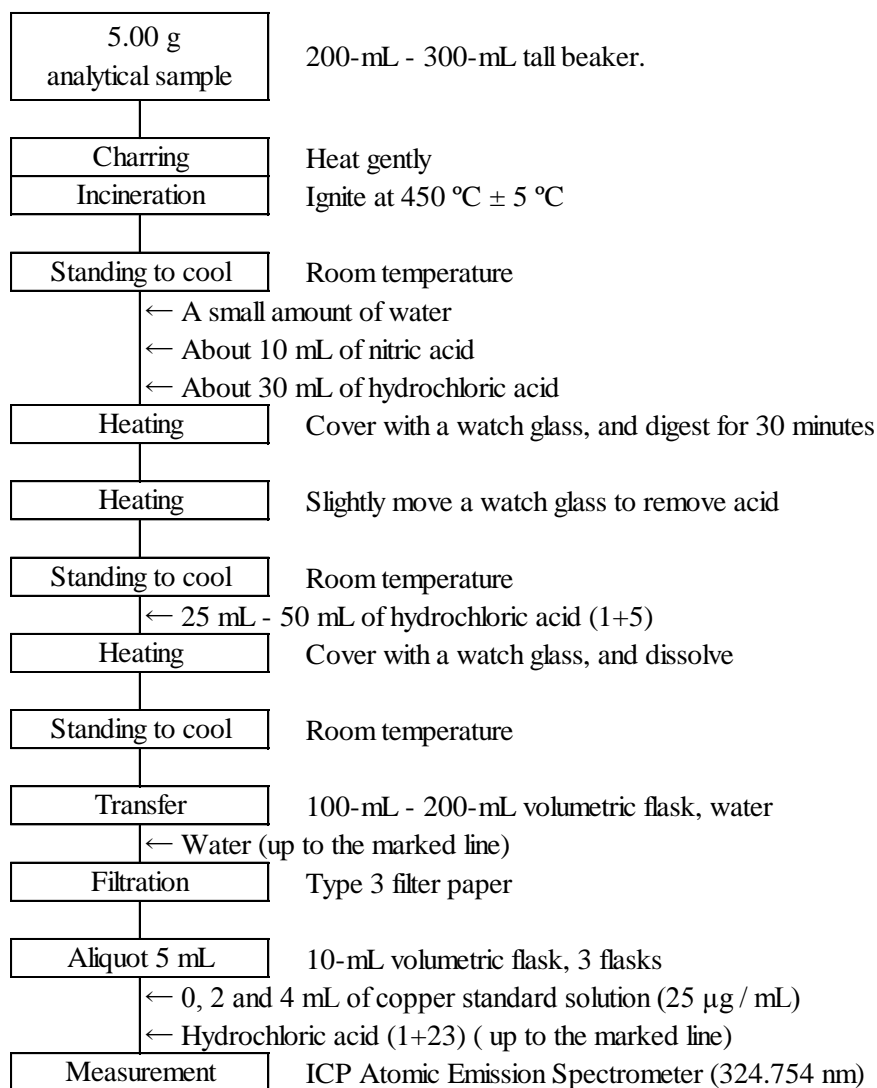 5.00 g
analytical sample
200-mL - 300-mL tall beaker.
Charring
Heat gently
Incineration
Ignite at 450 ºC ± 5 ºC
Standing to cool
Room temperature
← A small amount of water
← About 10 mL of nitric acid
← About 30 mL of hydrochloric acid
Heating
Cover with a watch glass, and digest for 30 minutes
Heating
Slightly move a watch glass to remove acid
Standing to cool
Room temperature
← 25 mL - 50 mL of hydrochloric acid (1+5)
Heating
Cover with a watch glass, and dissolve
Standing to cool
Room temperature
Transfer
100-mL - 200-mL volumetric flask, water
← Water (up to the marked line)
Filtration
Type 3 filter paper
Aliquot 5 mL
10-mL volumetric flask, 3 flasks
← 0, 2 and 4 mL of copper standard solution (25 µg / mL)
← Hydrochloric acid (1+23) ( up to the marked line)
Measurement
ICP Atomic Emission Spectrometer (324.754 nm)